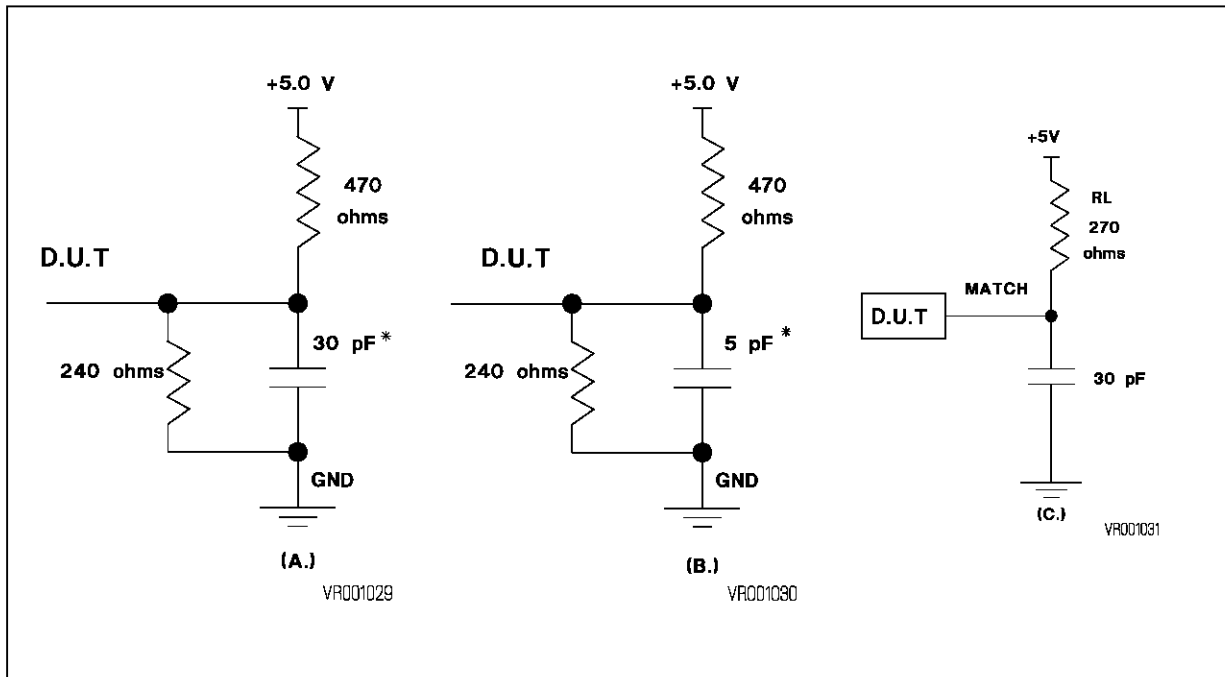 +5.0 V
470
ohms
D.U.T
240 ohms
30 pF*
GND
(A.)
VR001029
+5.0 V
470
ohms
D.U.T
240 ohms
5 pF*
GND
(B.)
VR001030
+5V
RL
270
ohms
MATCH
D.U.T
30 pF
(C.)
VR001031